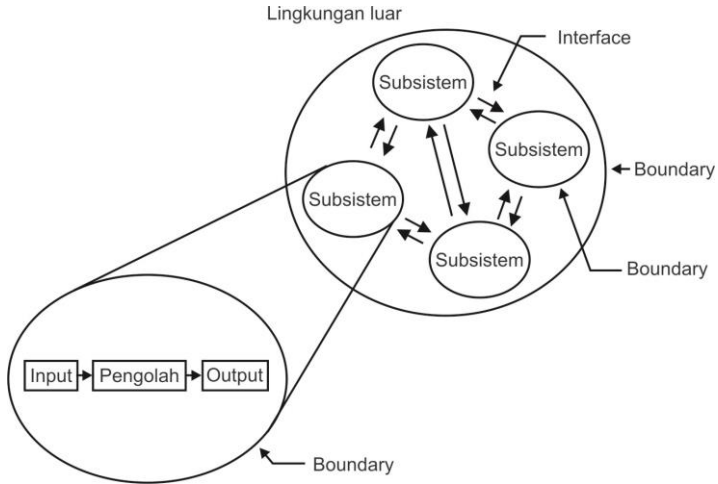 Lingkungan luar
Interface
Subsistem
Subsistem
Boundary
Subsistem
Subsistem
Boundary
Input
Pengolah
Output
Boundary